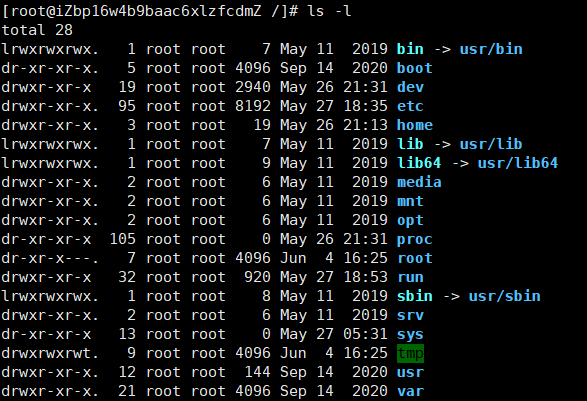 [root@iZbp16w4b9baac6xlzfcdmZ /]# ls -l
total 28
lrwxrwxrwx.   1 root root    7 May 11  2019 bin -> usr/bin
dr-xr-xr-x.   5 root root 4096 Sep 14  2020 boot
drwxr-xr-x   19 root root 2940 May 26 21:31 dev
drwxr-xr-x.  95 root root 8192 May 27 18:35 etc
drwxr-xr-x.   3 root root   19 May 26 21:13 home
lrwxrwxrwx.   1 root root    7 May 11  2019 lib -> usr/lib
lrwxrwxrwx.   1 root root    9 May 11  2019 lib64 -> usr/lib64
drwxr-xr-x.   2 root root    6 May 11  2019 media
drwxr-xr-x.   2 root root    6 May 11  2019 mnt
drwxr-xr-x.   2 root root    6 May 11  2019 opt
dr-xr-xr-x  105 root root    0 May 26 21:31 proc
dr-xr-x---.   7 root root 4096 Jun  4 16:25 root
drwxr-xr-x   32 root root  920 May 27 18:53 run
lrwxrwxrwx.   1 root root    8 May 11  2019 sbin -> usr/sbin
drwxr-xr-x.   2 root root    6 May 11  2019 srv
dr-xr-xr-x   13 root root    0 May 27 05:31 sys
drwxrwxrwt.   9 root root 4096 Jun  4 16:25 tmp
drwxr-xr-x.  12 root root  144 Sep 14  2020 usr
drwxr-xr-x.  21 root root 4096 Sep 14  2020 var